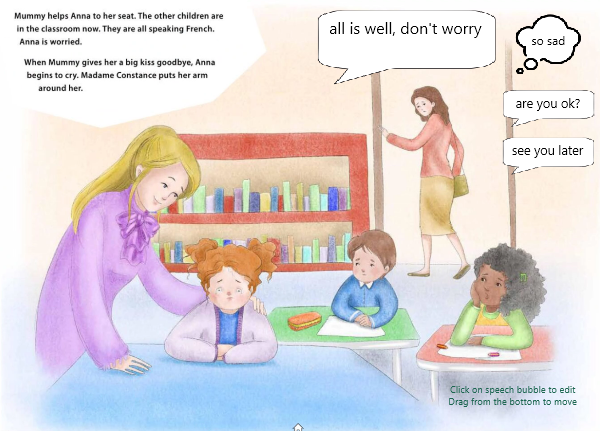 Mummy helps Anna to her seat. The other children are
in the classroom now. They are all speaking French.
Anna is worried.
When Mummy gives her a big kiss goodbye, Anna
begins to cry. Madame Constance puts her arm
around her.
all is well, don't worry
so sad
are you ok?
see you later
Click on speech bubble to edit
Drag from the bottom to move